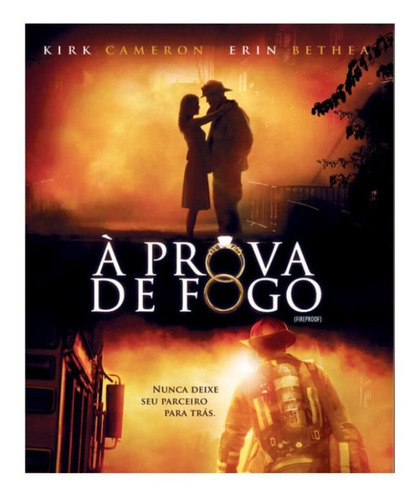 KIRK CAMERON ERIN BETHEA
À PROVA
DE FOGO
(FIREPROOF)
NUNCA DEIXE
SEU PARCEIRO
PARA TRÁS.